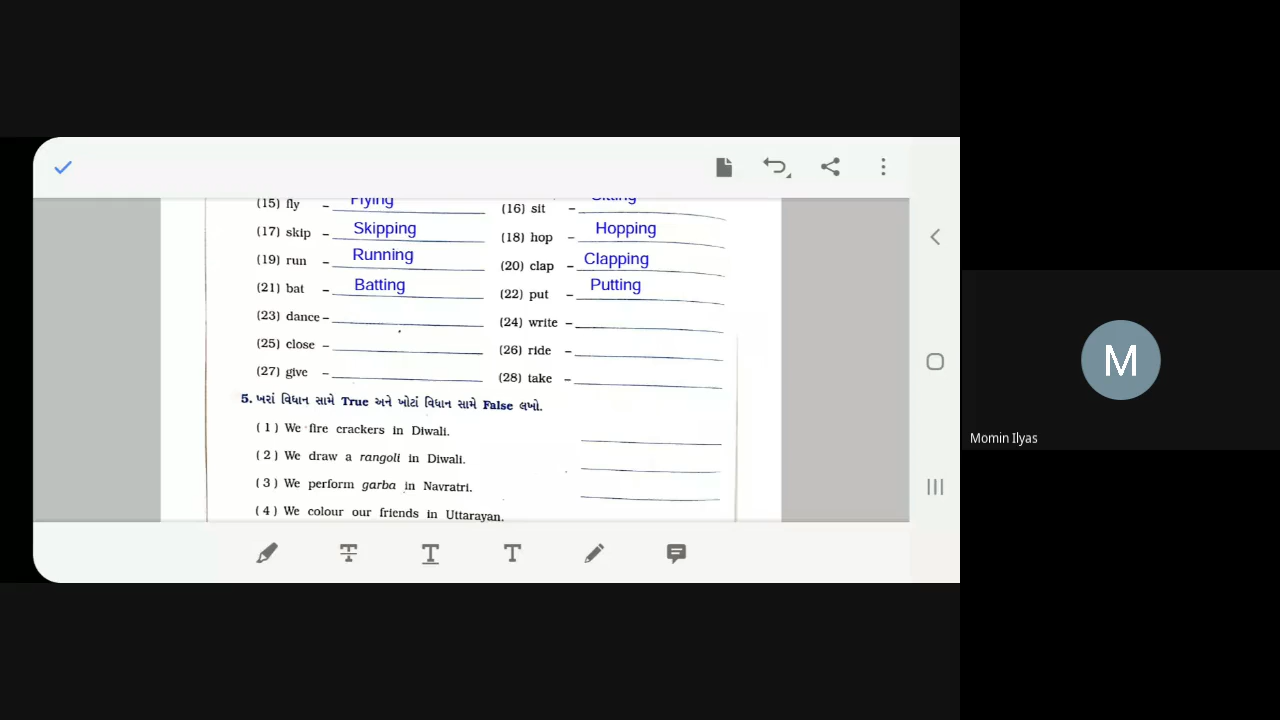 (15) fly - Flying (16) sit - Sitting
(17) skip - Skipping (18) hop - Hopping
(19) run - Running (20) clap - Clapping
(21) bat - Batting (22) put - Putting
(23) dance - (24) write -
(25) close - (26) ride -
(27) give - (28) take -
5. ખરાં વિધાન સામે True અને ખોટાં વિધાન સામે False લખો.
( 1 ) We fire crackers in Diwali.
( 2 ) We draw a rangoli in Diwali.
( 3 ) We perform garba in Navratri.
( 4 ) We colour our friends in Uttarayan.
M
Momin Ilyas